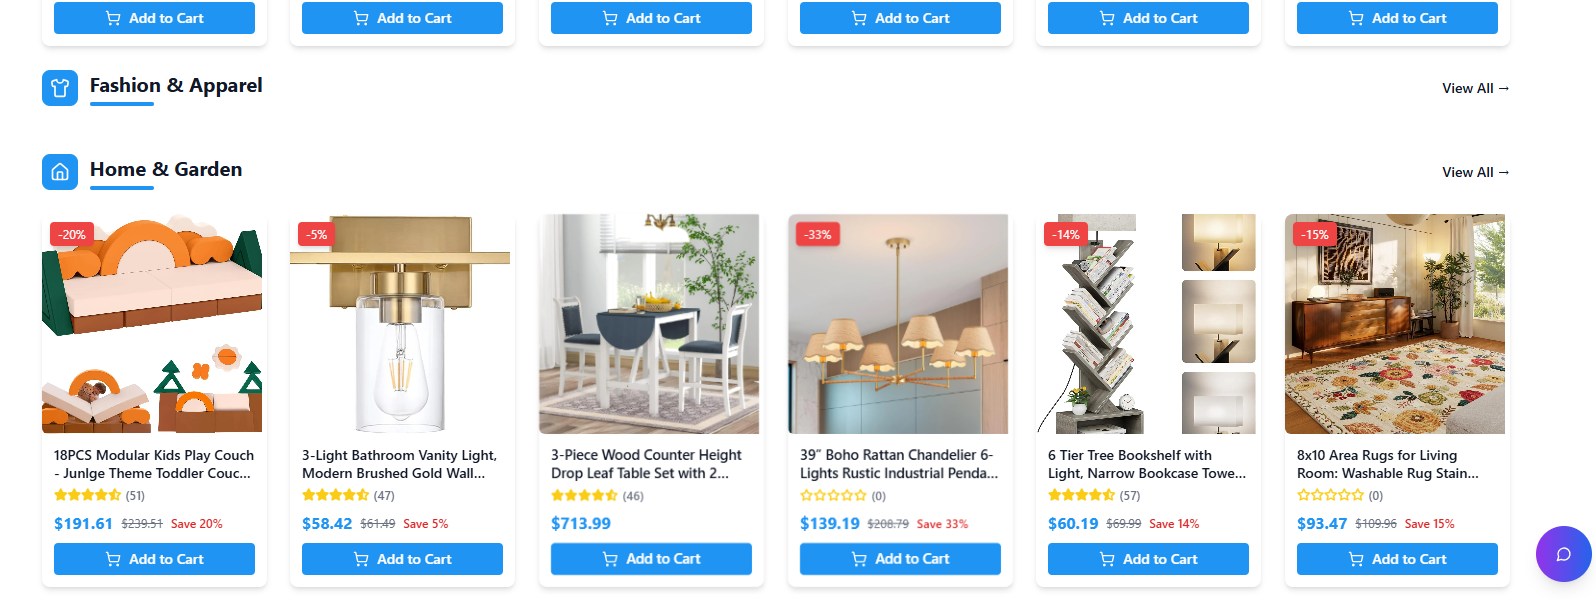 Add to Cart
Add to Cart
Add to Cart
Add to Cart
Add to Cart
Add to Cart
Fashion & Apparel
View All →
Home & Garden
View All →
-20%
18PCS Modular Kids Play Couch
- Junlge Theme Toddler Couc...
(51)
$191.61 $239.51 Save 20%
Add to Cart
-5%
3-Light Bathroom Vanity Light,
Modern Brushed Gold Wall...
(47)
$58.42 $61.49 Save 5%
Add to Cart
3-Piece Wood Counter Height
Drop Leaf Table Set with 2...
(46)
$713.99
Add to Cart
-33%
39″ Boho Rattan Chandelier 6-
Lights Rustic Industrial Penda...
(0)
$139.19 $208.79 Save 33%
Add to Cart
-14%
6 Tier Tree Bookshelf with
Light, Narrow Bookcase Towe...
(57)
$60.19 $69.99 Save 14%
Add to Cart
-15%
8x10 Area Rugs for Living
Room: Washable Rug Stain...
(0)
$93.47 $109.96 Save 15%
Add to Cart